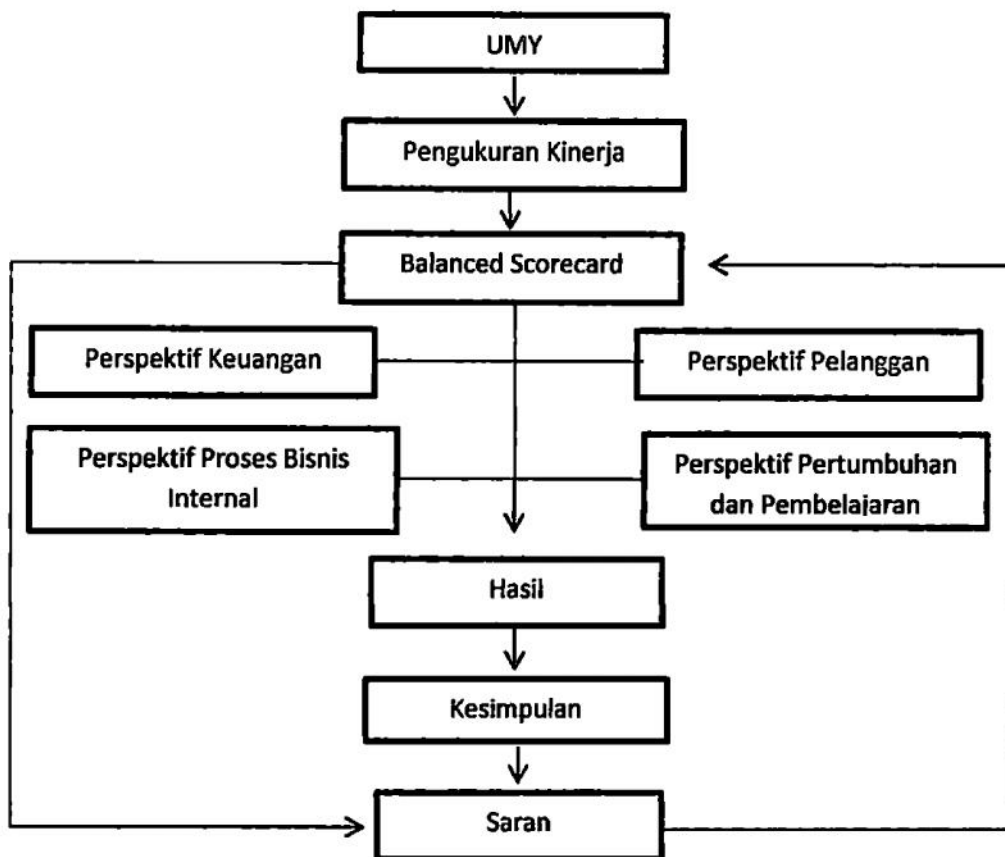 UMY
Pengukuran Kinerja
Balanced Scorecard
Perspektif Keuangan
Perspektif Pelanggan
Perspektif Proses Bisnis
Internal
Perspektif Pertumbuhan
dan Pembelajaran
Hasil
Kesimpulan
Saran